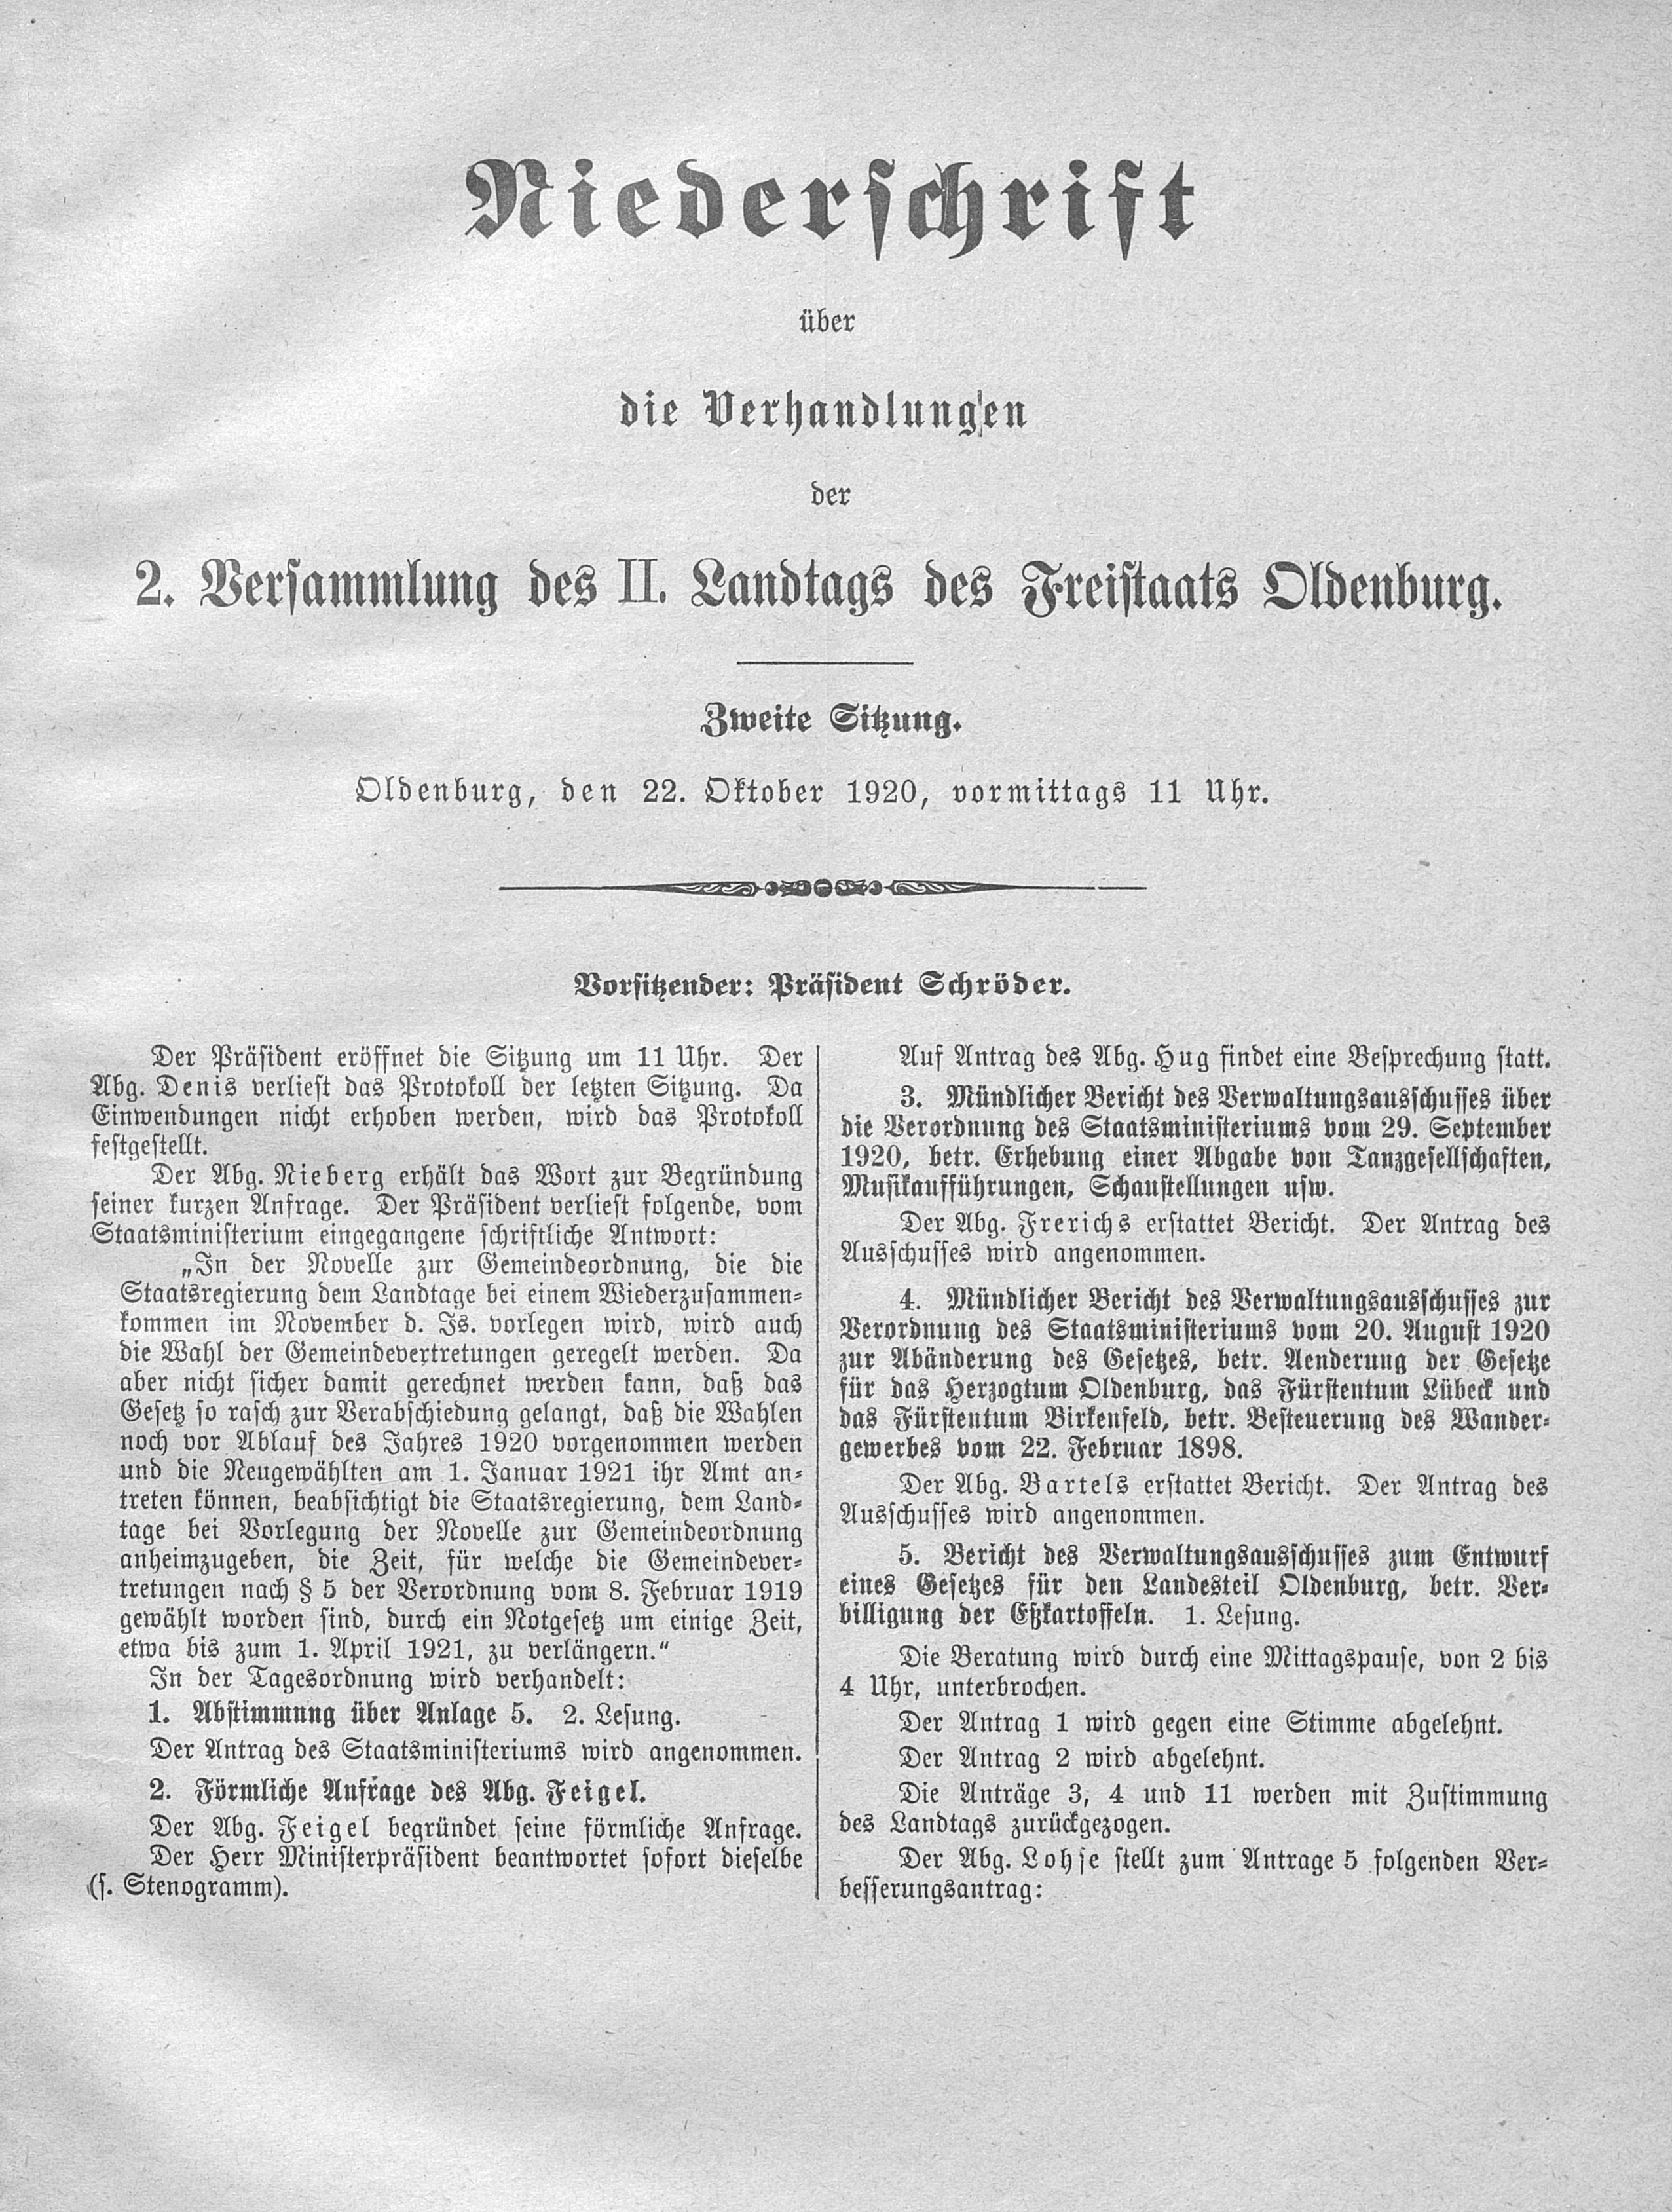 Niederschrift
über
die Verhandlungen
der
2. Versammlung des II. Landtags des Freistaats Oldenburg.
Zweite Sitzung.
Oldenburg, den 22. Oktober 1920, vormittags 11 Uhr.
Vorsitzender: Präsident Schröder.
Der Präsident eröffnet die Sitzung um 11 Uhr. Der
Abg. Denis verliest das Protokoll der letzten Sitzung. Da
Einwendungen nicht erhoben werden, wird das Protokoll
festgestellt.
Der Abg. Nieberg erhält das Wort zur Begründung
seiner kurzen Anfrage. Der Präsident verliest folgende, vom
Staatsministerium eingegangene schriftliche Antwort:
„In der Novelle zur Gemeindeordnung, die die
Staatsregierung dem Landtage bei einem Wiederzusammen-
kommen im November d. Js. vorlegen wird, wird auch
die Wahl der Gemeindevertretungen geregelt werden. Da
aber nicht sicher damit gerechnet werden kann, daß das
Gesetz so rasch zur Verabschiedung gelangt, daß die Wahlen
noch vor Ablauf des Jahres 1920 vorgenommen werden
und die Neugewählten am 1. Januar 1921 ihr Amt an-
treten können, beabsichtigt die Staatsregierung, dem Land-
tage bei Vorlegung der Novelle zur Gemeindeordnung
anheimzugeben, die Zeit, für welche die Gemeindever-
tretungen nach § 5 der Verordnung vom 8. Februar 1919
gewählt worden sind, durch ein Notgesetz um einige Zeit,
etwa bis zum 1. April 1921, zu verlängern.“
In der Tagesordnung wird verhandelt:
1. Abstimmung über Anlage 5. 2. Lesung.
Der Antrag des Staatsministeriums wird angenommen.
2. Förmliche Anfrage des Abg. Feigel.
Der Abg. Feigel begründet seine förmliche Anfrage.
Der Herr Ministerpräsident beantwortet sofort dieselbe
(s. Stenogramm).
Auf Antrag des Abg. Hug findet eine Besprechung statt.
3. Mündlicher Bericht des Verwaltungsausschusses über
die Verordnung des Staatsministeriums vom 29. September
1920, betr. Erhebung einer Abgabe von Tanzgesellschaften,
Musikaufführungen, Schaustellungen usw.
Der Abg. Frerichs erstattet Bericht. Der Antrag des
Ausschusses wird angenommen.
4. Mündlicher Bericht des Verwaltungsausschusses zur
Verordnung des Staatsministeriums vom 20. August 1920
zur Abänderung des Gesetzes, betr. Aenderung der Gesetze
für das Herzogtum Oldenburg, das Fürstentum Lübeck und
das Fürstentum Birkenfeld, betr. Besteuerung des Wander-
gewerbes vom 22. Februar 1898.
Der Abg. Bartels erstattet Bericht. Der Antrag des
Ausschusses wird angenommen.
5. Bericht des Verwaltungsausschusses zum Entwurf
eines Gesetzes für den Landesteil Oldenburg, betr. Ver-
billigung der Eßkartoffeln. 1. Lesung.
Die Beratung wird durch eine Mittagspause, von 2 bis
4 Uhr, unterbrochen.
Der Antrag 1 wird gegen eine Stimme abgelehnt.
Der Antrag 2 wird abgelehnt.
Die Anträge 3, 4 und 11 werden mit Zustimmung
des Landtags zurückgezogen.
Der Abg. Lohse stellt zum Antrage 5 folgenden Ver-
besserungsantrag: